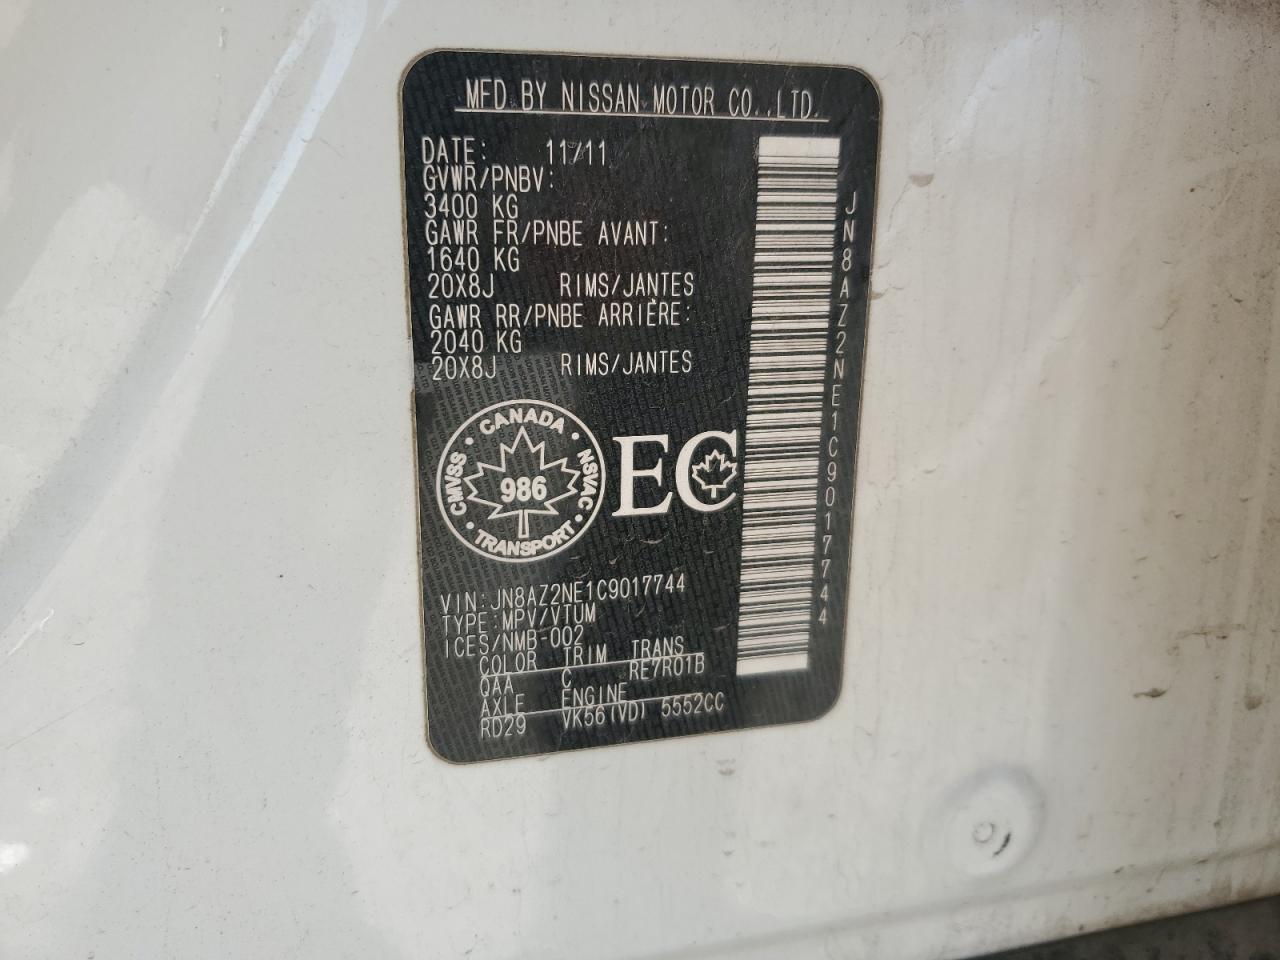 MFD BY NISSAN MOTOR CO.,LTD.
DATE: 11/11
GVWR/PNBV:
3400 KG
GAWR FR/PNBE AVANT:
1640 KG
20X8J RIMS/JANTES
GAWR RR/PNBE ARRIÈRE:
2040 KG
20X8J RIMS/JANTES
CANADA
CMVSS
NSVAC
986
TRANSPORT
EC
VIN:JN8AZ2NE1C9017744
TYPE:MPV/VTUM
ICES/NMB-002
COLOR TRIM TRANS
QAA C RE7R01B
AXLE ENGINE
RD29 VK56(VD) 5552CC
JN8AZ2NE1C9017744